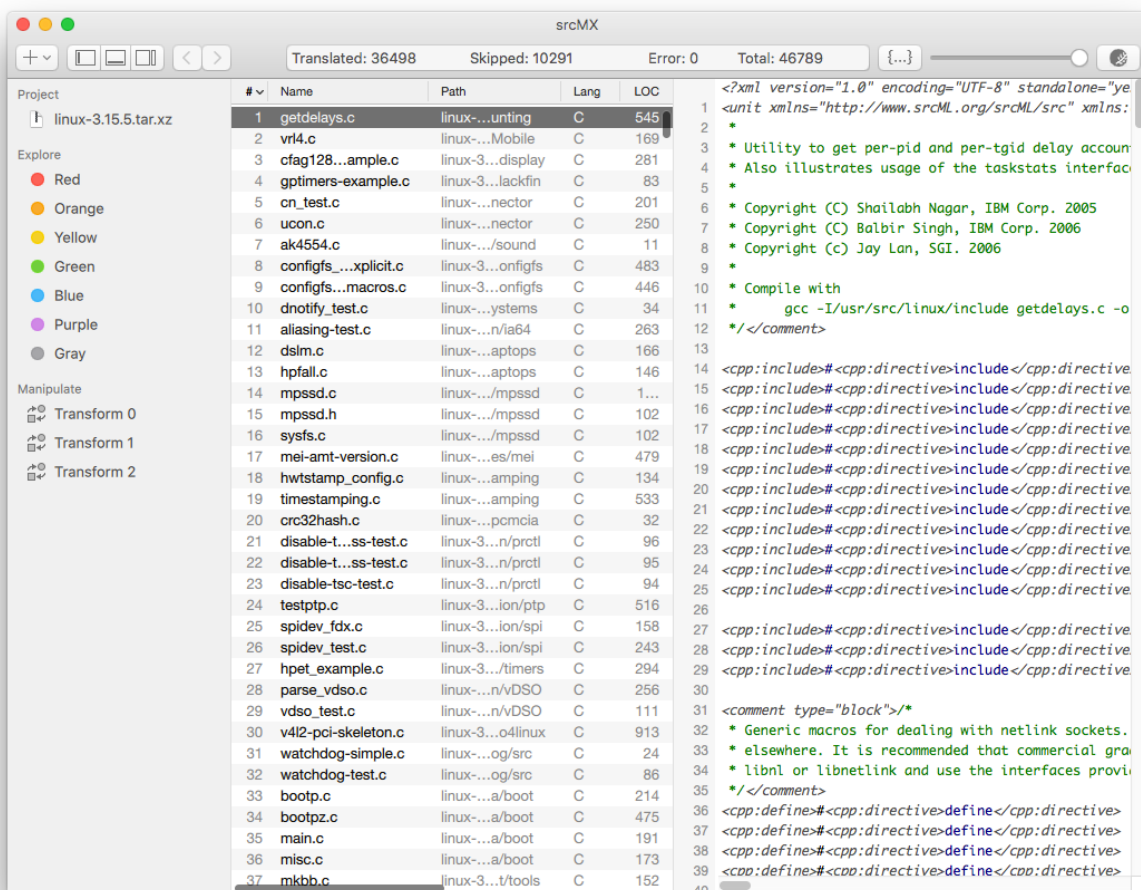 srcMX
Translated: 36498 Skipped: 10291 Error: 0 Total: 46789 {...}
Project
linux-3.15.5.tar.xz
Explore
Red
Orange
Yellow
Green
Blue
Purple
Gray
Manipulate
Transform 0
Transform 1
Transform 2
# Name Path Lang LOC
1 getdelays.c linux-...unting C 545
2 vrl4.c linux-...Mobile C 169
3 cfag128...ample.c linux-3...display C 281
4 gptimers-example.c linux-3...lackfin C 83
5 cn_test.c linux-...nector C 201
6 ucon.c linux-...nector C 250
7 ak4554.c linux-.../sound C 11
8 configfs_...xplicit.c linux-3...onfigfs C 483
9 configfs...macros.c linux-3...onfigfs C 446
10 dnotify_test.c linux-...ystems C 34
11 aliasing-test.c linux-...n/ia64 C 263
12 dslm.c linux-...aptops C 166
13 hpfall.c linux-...aptops C 146
14 mpssd.c linux-.../mpssd C 1...
15 mpssd.h linux-.../mpssd C 102
16 sysfs.c linux-.../mpssd C 102
17 mei-amt-version.c linux-...es/mei C 479
18 hwtstamp_config.c linux-...amping C 134
19 timestamping.c linux-...amping C 533
20 crc32hash.c linux-...pcmcia C 32
21 disable-t...ss-test.c linux-3...n/prctl C 96
22 disable-t...ss-test.c linux-3...n/prctl C 95
23 disable-tsc-test.c linux-3...n/prctl C 94
24 testptp.c linux-3...ion/ptp C 516
25 spidev_fdx.c linux-3...ion/spi C 158
26 spidev_test.c linux-3...ion/spi C 243
27 hpet_example.c linux-3.../timers C 294
28 parse_vdso.c linux-...n/vDSO C 256
29 vdso_test.c linux-...n/vDSO C 111
30 v4l2-pci-skeleton.c linux-3...o4linux C 913
31 watchdog-simple.c linux-...og/src C 24
32 watchdog-test.c linux-...og/src C 86
33 bootp.c linux-...a/boot C 214
34 bootpz.c linux-...a/boot C 475
35 main.c linux-...a/boot C 191
36 misc.c linux-...a/boot C 173
37 mkbb.c linux-3...t/tools C 152
<?xml version="1.0" encoding="UTF-8" standalone="ye
1 <unit xmlns="http://www.srcML.org/srcML/src" xmlns:
2 *
3 * Utility to get per-pid and per-tgid delay accoun
4 * Also illustrates usage of the taskstats interfac
5 *
6 * Copyright (C) Shailabh Nagar, IBM Corp. 2005
7 * Copyright (C) Balbir Singh, IBM Corp. 2006
8 * Copyright (c) Jay Lan, SGI. 2006
9 *
10 * Compile with
11 * gcc -I/usr/src/linux/include getdelays.c -o
12 */</comment>
13
14 <cpp:include>#<cpp:directive>include</cpp:directive
15 <cpp:include>#<cpp:directive>include</cpp:directive
16 <cpp:include>#<cpp:directive>include</cpp:directive
17 <cpp:include>#<cpp:directive>include</cpp:directive
18 <cpp:include>#<cpp:directive>include</cpp:directive
19 <cpp:include>#<cpp:directive>include</cpp:directive
20 <cpp:include>#<cpp:directive>include</cpp:directive
21 <cpp:include>#<cpp:directive>include</cpp:directive
22 <cpp:include>#<cpp:directive>include</cpp:directive
23 <cpp:include>#<cpp:directive>include</cpp:directive
24 <cpp:include>#<cpp:directive>include</cpp:directive
25 <cpp:include>#<cpp:directive>include</cpp:directive
26
27 <cpp:include>#<cpp:directive>include</cpp:directive
28 <cpp:include>#<cpp:directive>include</cpp:directive
29 <cpp:include>#<cpp:directive>include</cpp:directive
30
31 <comment type="block">/*
32 * Generic macros for dealing with netlink sockets.
33 * elsewhere. It is recommended that commercial gra
34 * libnl or libnetlink and use the interfaces provi
35 */</comment>
36 <cpp:define>#<cpp:directive>define</cpp:directive>
37 <cpp:define>#<cpp:directive>define</cpp:directive>
38 <cpp:define>#<cpp:directive>define</cpp:directive>
39 <cpp:define>#<cpp:directive>define</cpp:directive>